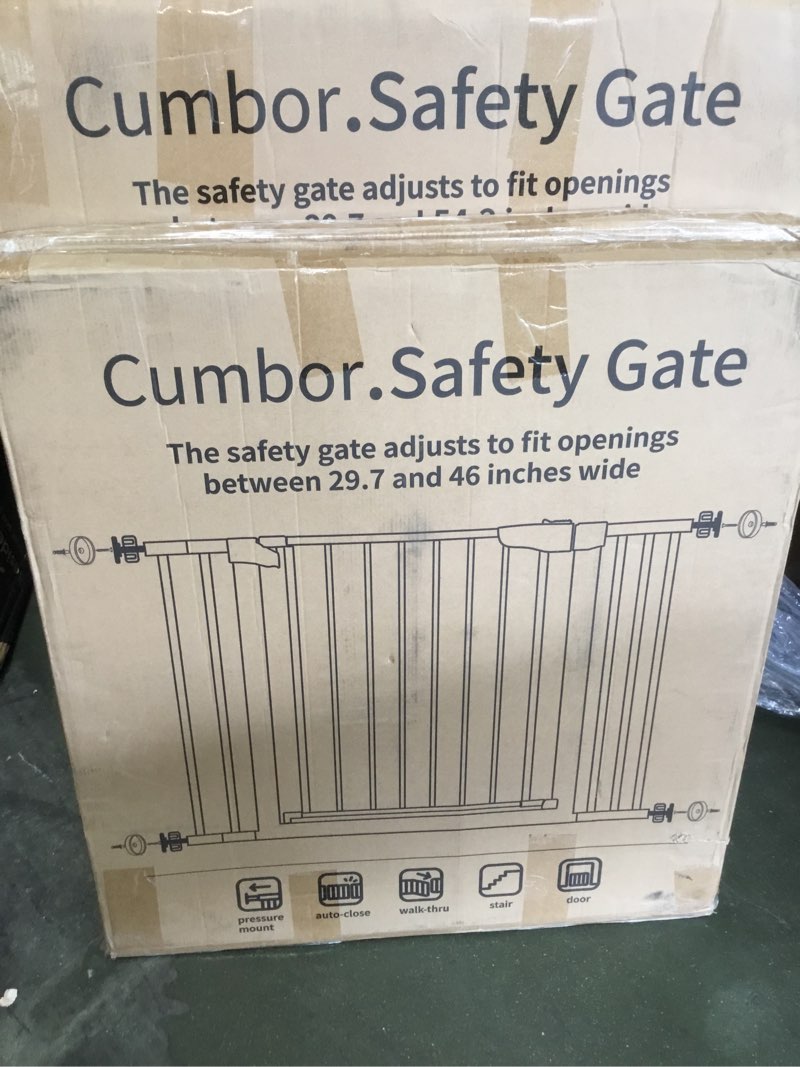 Cumbor.Safety Gate
The safety gate adjusts to fit openings
Cumbor.Safety Gate
The safety gate adjusts to fit openings
between 29.7 and 46 inches wide
pressure
mount
auto-close
walk-thru
stair
door